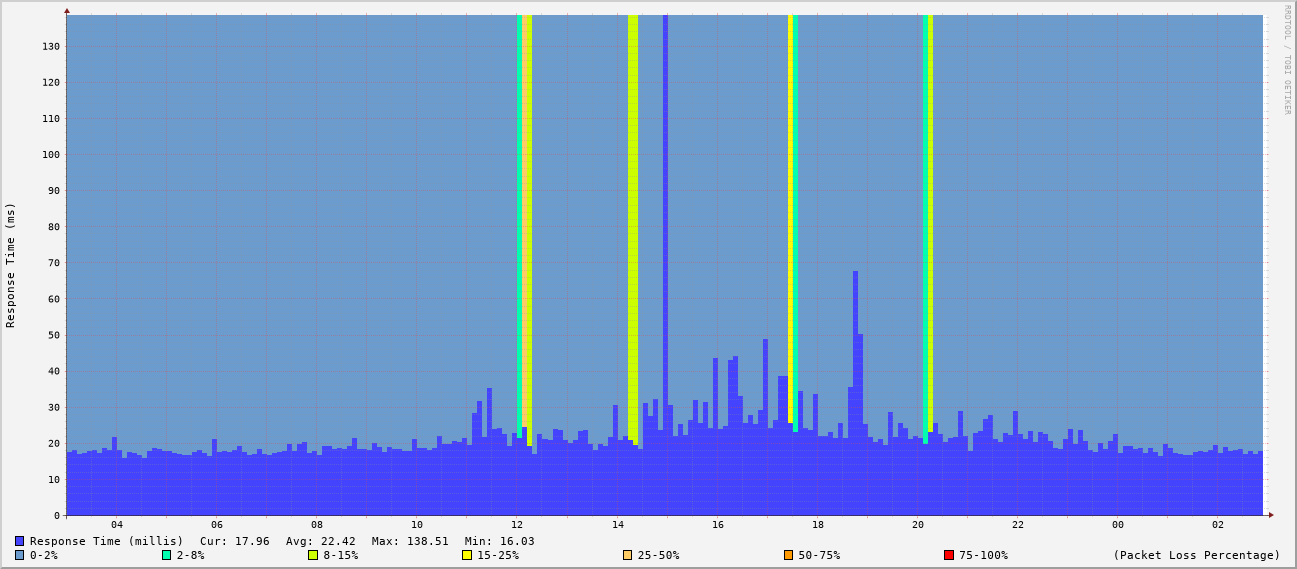 RRDTOOL / TOBI OETIKER
Response Time (ms)
130
120
110
100
90
80
70
60
50
40
30
20
10
0
04 06 08 10 12 14 16 18 20 22 00 02
Response Time (millis) Cur: 17.96 Avg: 22.42 Max: 138.51 Min: 16.03
0-2% 2-8% 8-15% 15-25% 25-50% 50-75% 75-100% (Packet Loss Percentage)